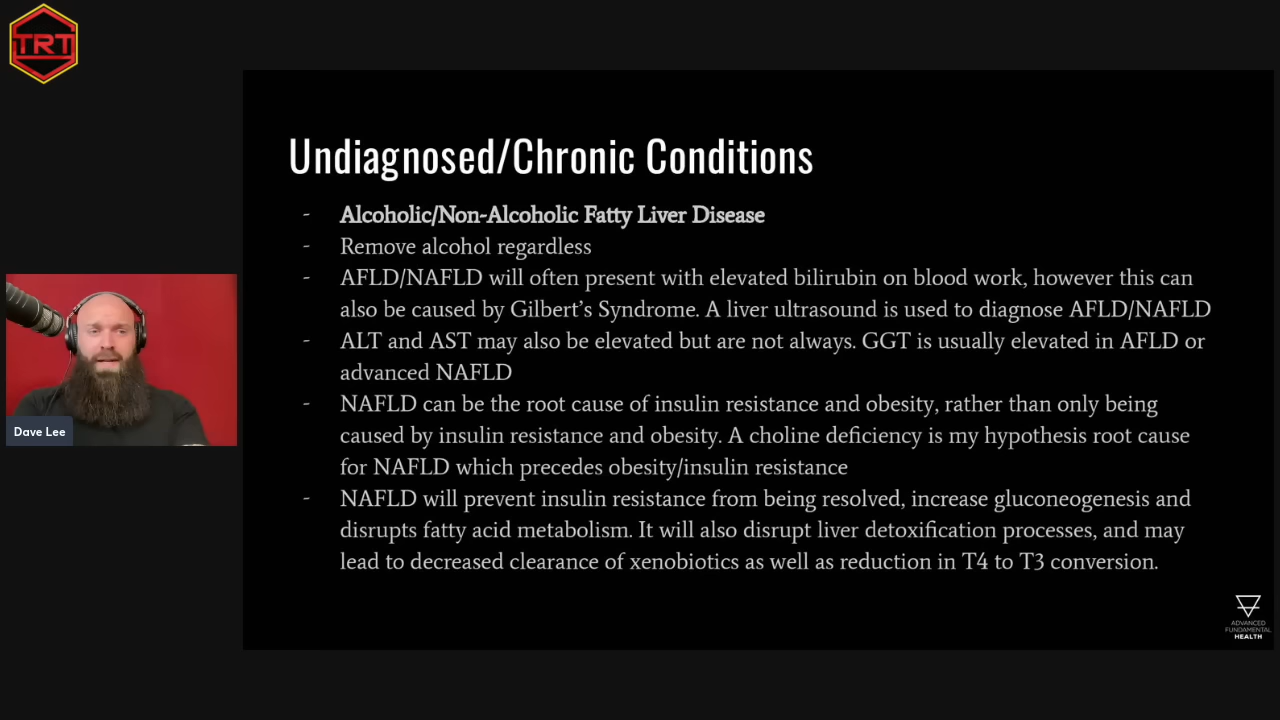 TRT
Undiagnosed/Chronic Conditions
- Alcoholic/Non-Alcoholic Fatty Liver Disease
- Remove alcohol regardless
- AFLD/NAFLD will often present with elevated bilirubin on blood work, however this can
also be caused by Gilbert's Syndrome. A liver ultrasound is used to diagnose AFLD/NAFLD
- ALT and AST may also be elevated but are not always. GGT is usually elevated in AFLD or
advanced NAFLD
- NAFLD can be the root cause of insulin resistance and obesity, rather than only being
caused by insulin resistance and obesity. A choline deficiency is my hypothesis root cause
for NAFLD which precedes obesity/insulin resistance
- NAFLD will prevent insulin resistance from being resolved, increase gluconeogenesis and
disrupts fatty acid metabolism. It will also disrupt liver detoxification processes, and may
lead to decreased clearance of xenobiotics as well as reduction in T4 to T3 conversion.
Dave Lee
ADVANCED
FUNDAMENTAL
HEALTH